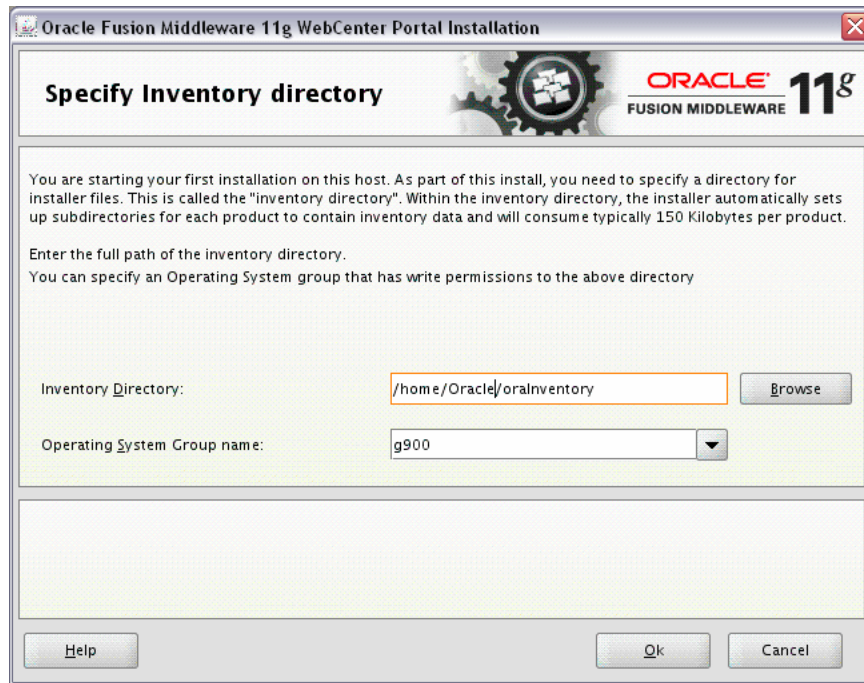 Oracle Fusion Middleware 11g WebCenter Portal Installation
Specify Inventory directory
ORACLE
FUSION MIDDLEWARE 11g
You are starting your first installation on this host. As part of this install, you need to specify a directory for
installer files. This is called the "inventory directory". Within the inventory directory, the installer automatically sets
up subdirectories for each product to contain inventory data and will consume typically 150 Kilobytes per product.
Enter the full path of the inventory directory.
You can specify an Operating System group that has write permissions to the above directory
Inventory Directory: /home/Oracle/oraInventory Browse
Operating System Group name: g900
Help Ok Cancel